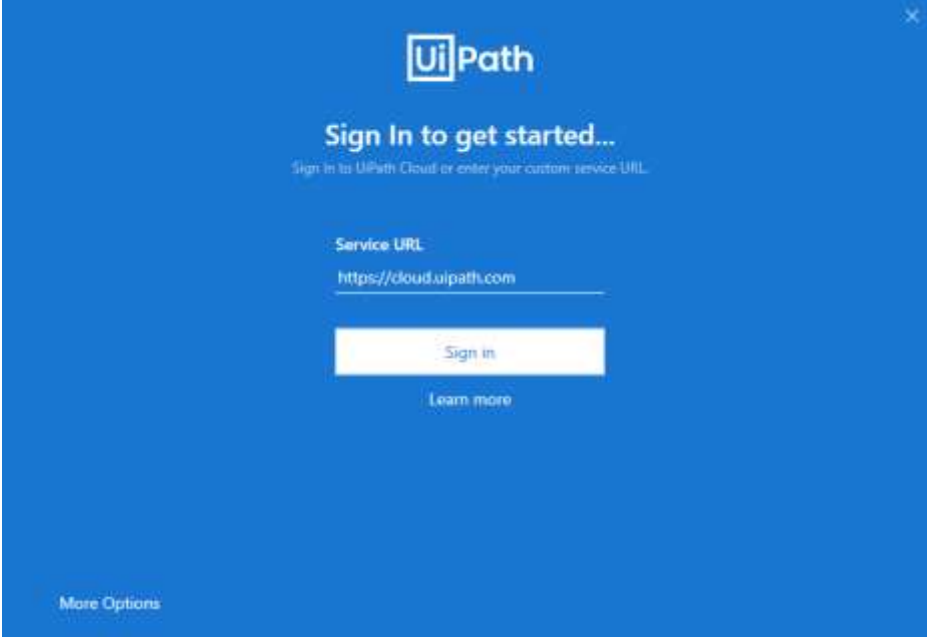 UiPath
Sign In to get started...
Sign in to UiPath Cloud or enter your custom service URL.
Service URL
https://cloud.uipath.com
Sign in
Learn more
More Options